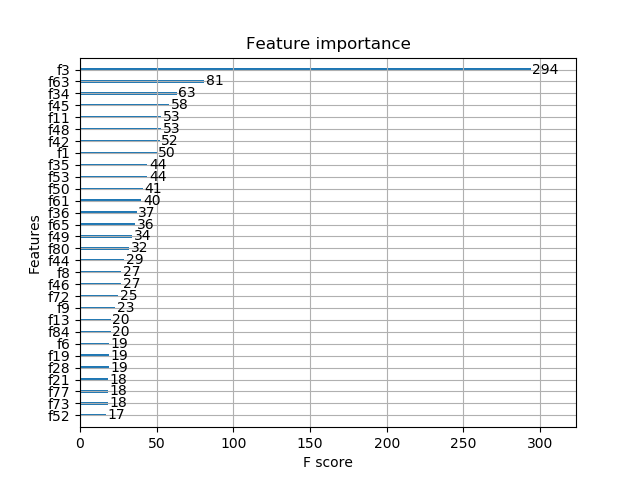 Feature importance
f3 294
f63 81
f34 63
f45 58
f11 53
f48 53
f42 52
f1 50
f35 44
f53 44
f50 41
f61 40
f36 37
f65 36
f49 34
f80 32
f44 29
f8 27
f46 27
f72 25
f9 23
f13 20
f84 20
f6 19
f19 19
f28 19
f21 18
f77 18
f73 18
f52 17
Features
0 50 100 150 200 250 300
F score